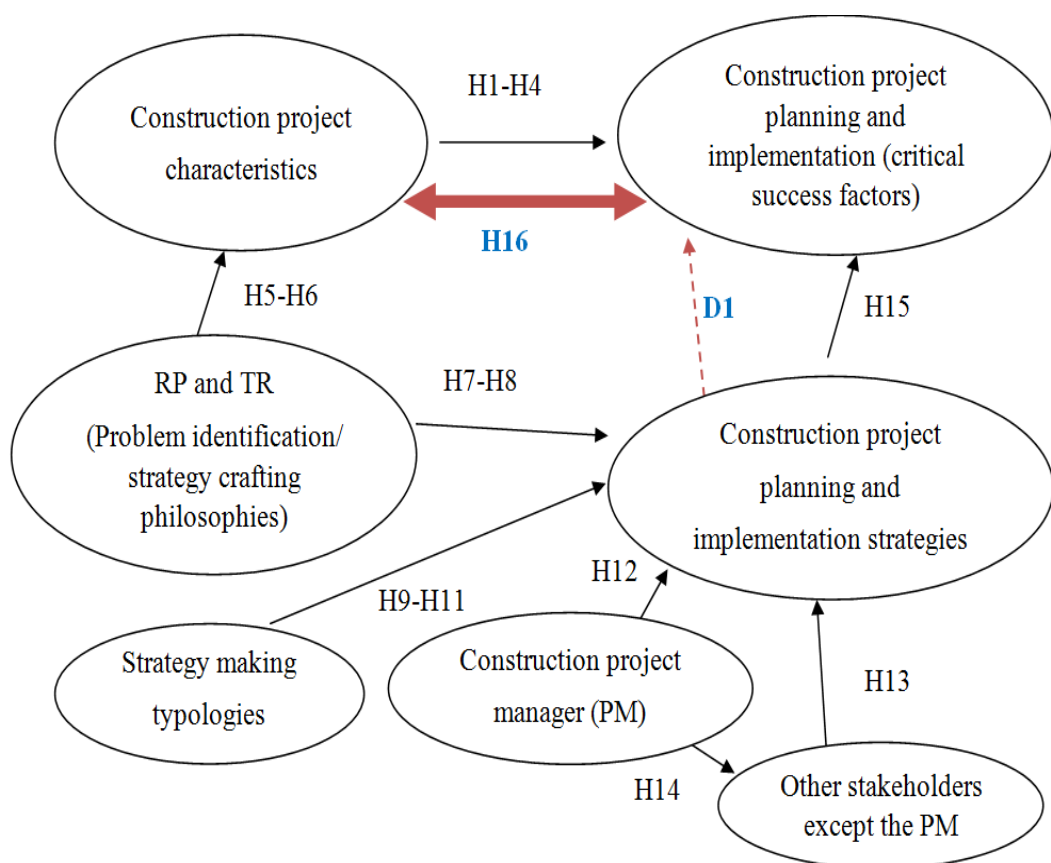 Construction project
characteristics
H1-H4
Construction project
planning and
implementation (critical
success factors)
H16
H5-H6
D1
H15
RP and TR
(Problem identification/
strategy crafting
philosophies)
H7-H8
Construction project
planning and
implementation strategies
H9-H11
H12
Strategy making
typologies
Construction project
manager (PM)
H13
H14
Other stakeholders
except the PM